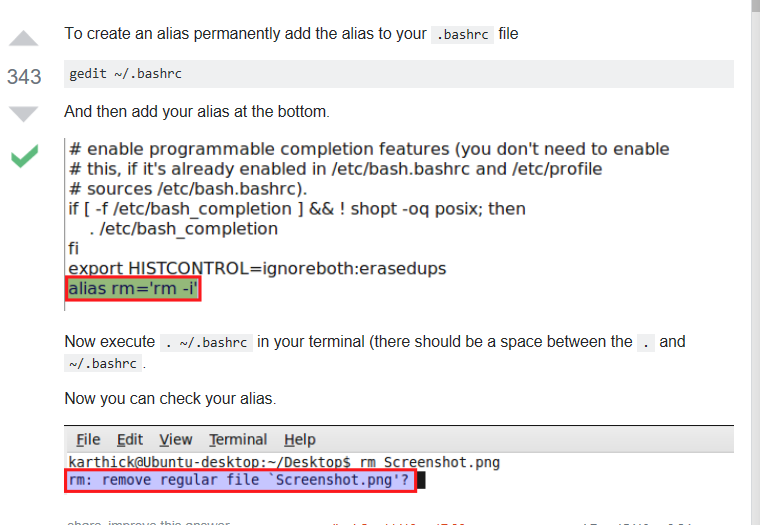 To create an alias permanently add the alias to your .bashrc file
343
gedit ~/.bashrc
And then add your alias at the bottom.
# enable programmable completion features (you don't need to enable
# this, if it's already enabled in /etc/bash.bashrc and /etc/profile
# sources /etc/bash.bashrc).
if [ -f /etc/bash_completion ] && ! shopt -oq posix; then
. /etc/bash_completion
fi
export HISTCONTROL=ignoreboth:erasedups
alias rm='rm -i'
Now execute . ~/.bashrc in your terminal (there should be a space between the . and
~/.bashrc .
Now you can check your alias.
File Edit View Terminal Help
karthick@Ubuntu-desktop:~/Desktop$ rm Screenshot.png
rm: remove regular file `Screenshot.png'?
share improve this answer